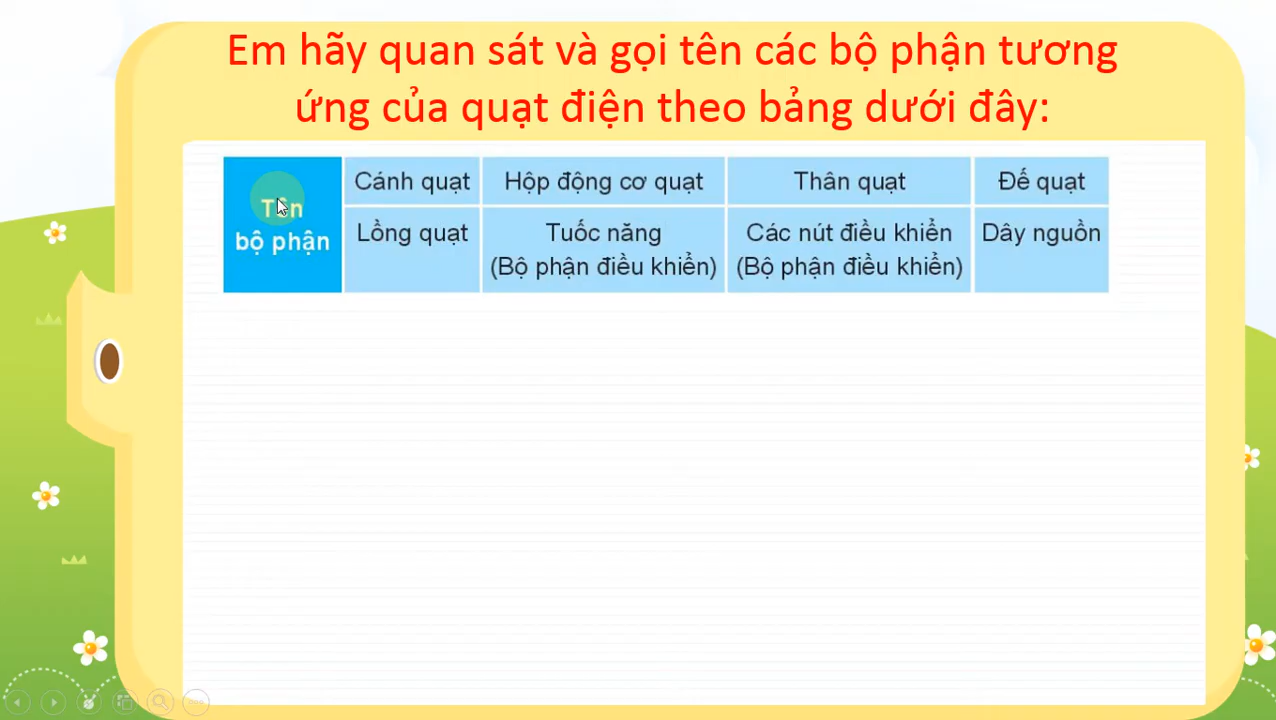 Em hãy quan sát và gọi tên các bộ phận tương
ứng của quạt điện theo bảng dưới đây:
Tên
bộ phận
Cánh quạt
Hộp động cơ quạt
Thân quạt
Đế quạt
Lồng quạt
Tuốc năng
(Bộ phận điều khiển)
Các nút điều khiển
(Bộ phận điều khiển)
Dây nguồn